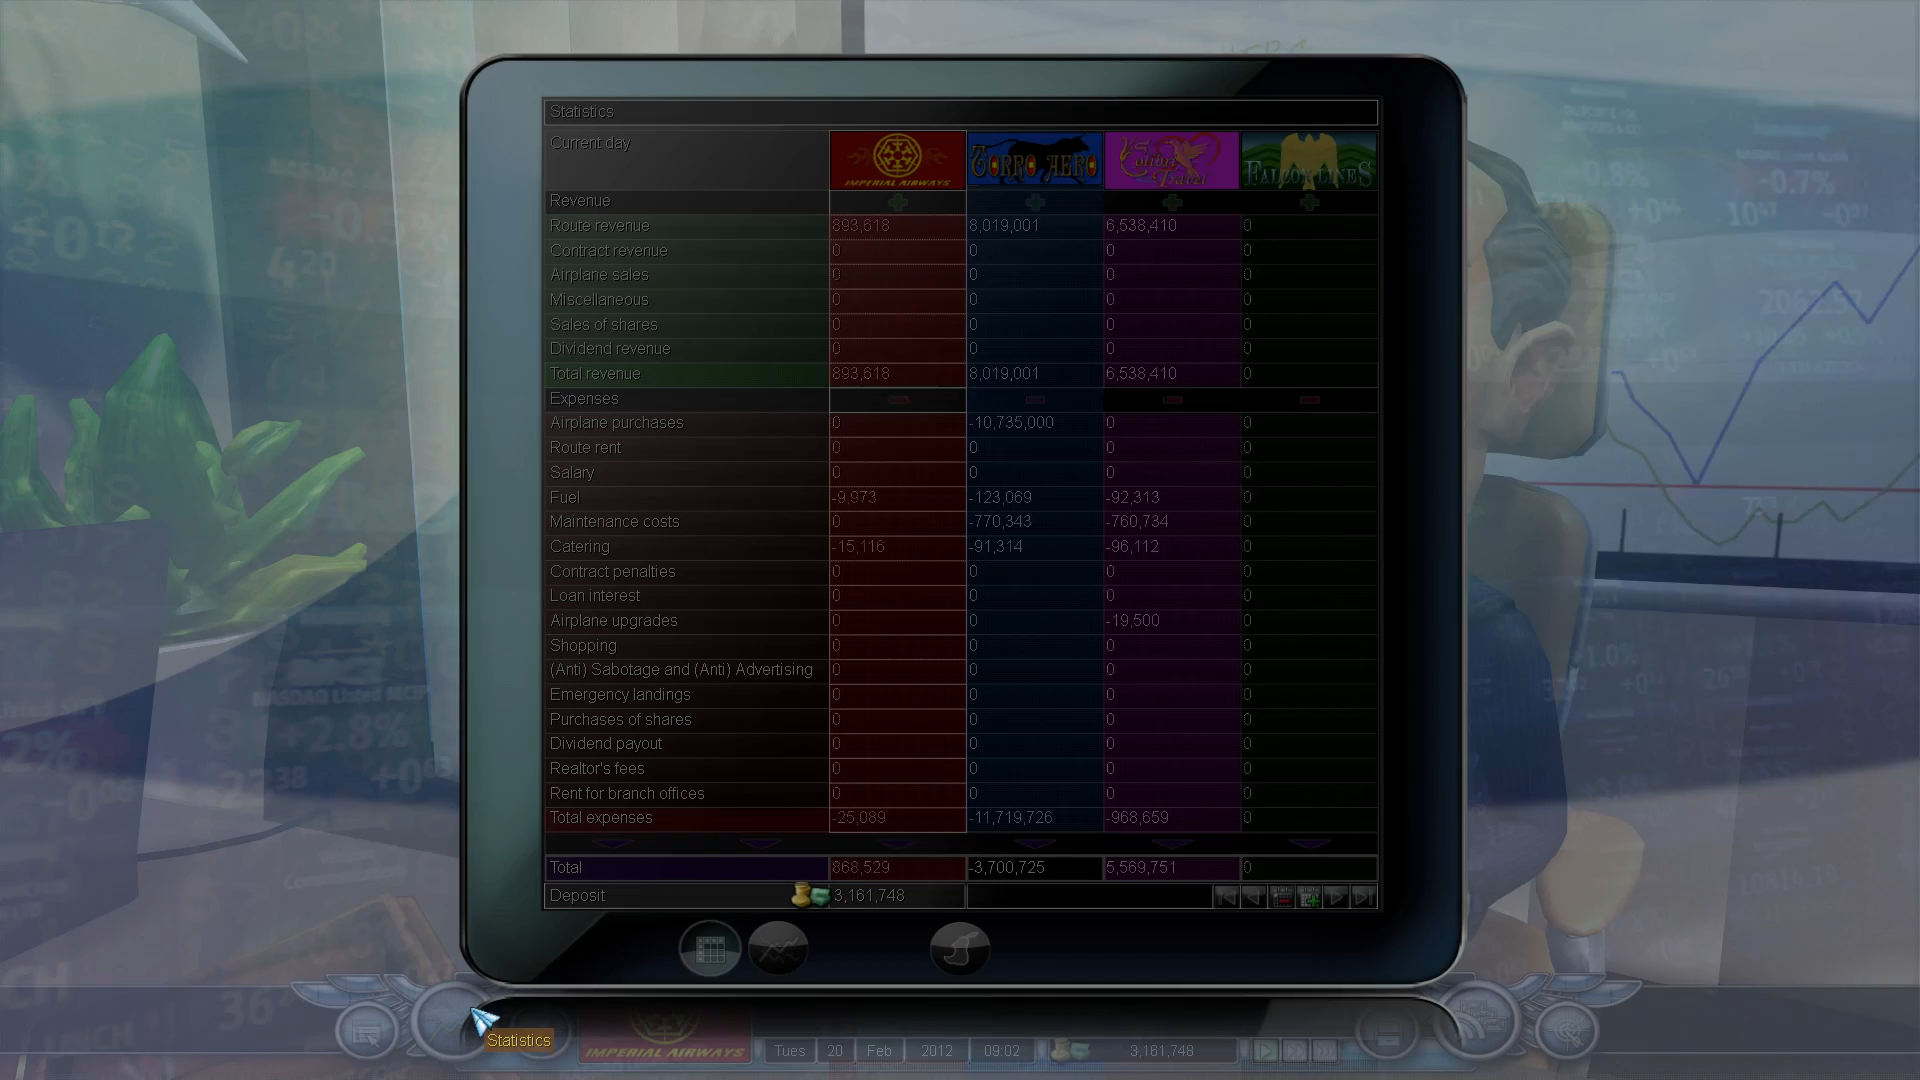 Statistics
Current day
IMPERIAL AIRWAYS TORRO AERO Colibri Travel FALCON LINES
Revenue
Route revenue 893,618 8,019,001 6,538,410 0
Contract revenue 0 0 0 0
Airplane sales 0 0 0 0
Miscellaneous 0 0 0 0
Sales of shares 0 0 0 0
Dividend revenue 0 0 0 0
Total revenue 893,618 8,019,001 6,538,410 0
Expenses
Airplane purchases 0 -10,735,000 0 0
Route rent 0 0 0 0
Salary 0 0 0 0
Fuel -9,973 -123,069 -92,313 0
Maintenance costs 0 -770,343 -760,734 0
Catering -15,116 -91,314 -96,112 0
Contract penalties 0 0 0 0
Loan interest 0 0 0 0
Airplane upgrades 0 0 -19,500 0
Shopping 0 0 0 0
(Anti) Sabotage and (Anti) Advertising 0 0 0 0
Emergency landings 0 0 0 0
Purchases of shares 0 0 0 0
Dividend payout 0 0 0 0
Realtor's fees 0 0 0 0
Rent for branch offices 0 0 0 0
Total expenses -25,089 -11,719,726 -968,659 0
Total 868,529 -3,700,725 5,569,751 0
Deposit 3,161,748
Statistics
IMPERIAL AIRWAYS Tues 20 Feb 2012 09:02 3,161,748
-0.7%
2062.57
+2.8%
2%